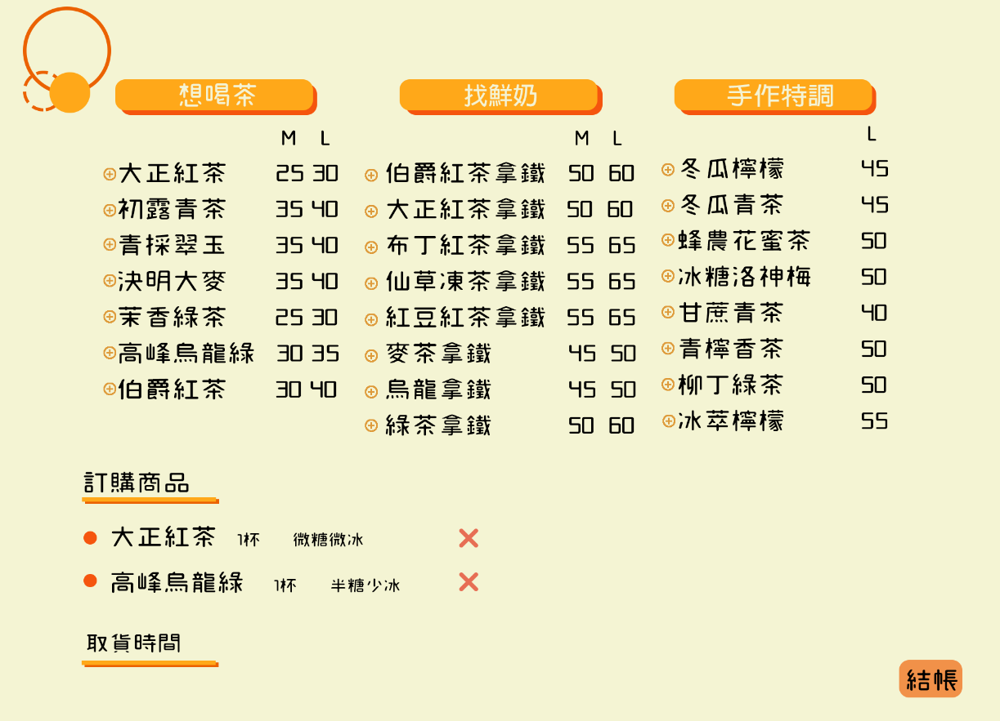 想喝茶
M L
大正紅茶 25 30
初露青茶 35 40
青採翠玉 35 40
決明大麥 35 40
茉香綠茶 25 30
高峰烏龍綠 30 35
伯爵紅茶 30 40
找鮮奶
M L
伯爵紅茶拿鐵 50 60
大正紅茶拿鐵 50 60
布丁紅茶拿鐵 55 65
仙草凍茶拿鐵 55 65
紅豆紅茶拿鐵 55 65
麥茶拿鐵 45 50
烏龍拿鐵 45 50
綠茶拿鐵 50 60
手作特調
L
冬瓜檸檬 45
冬瓜青茶 45
蜂農花蜜茶 50
冰糖洛神梅 50
甘蔗青茶 40
青檸香茶 50
柳丁綠茶 50
冰萃檸檬 55
訂購商品
大正紅茶 1杯 微糖微冰
高峰烏龍綠 1杯 半糖少冰
取貨時間
結帳